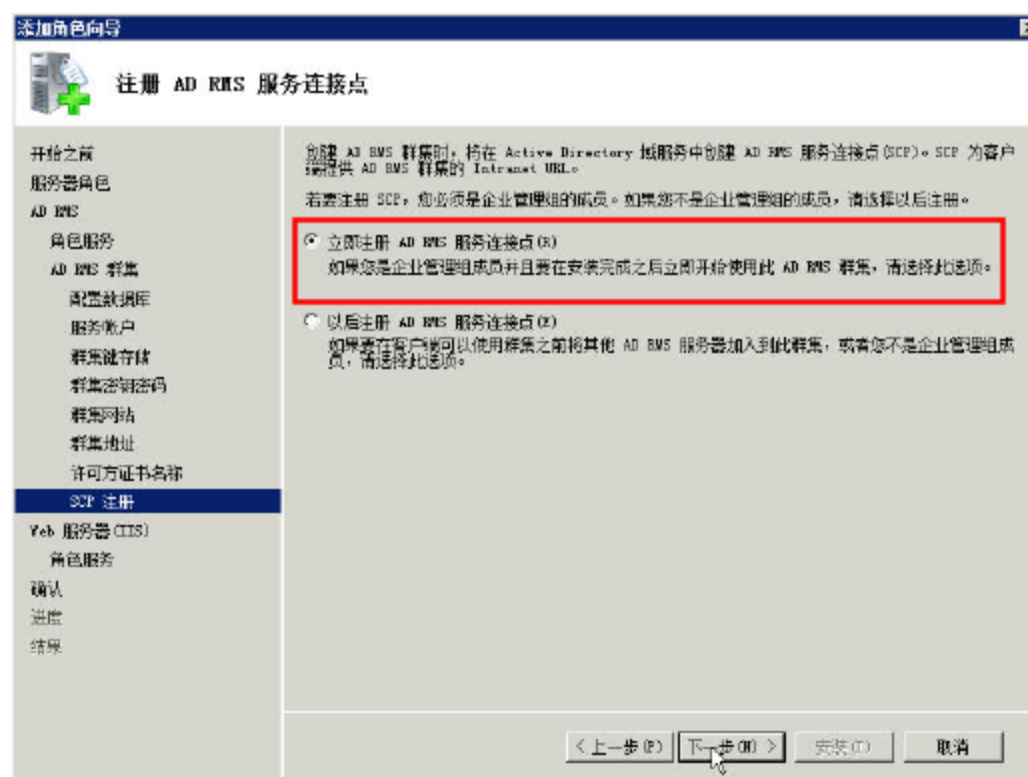 添加角色向导
注册 AD RMS 服务连接点
开始之前
服务器角色
AD RMS
角色服务
AD RMS 群集
配置数据库
服务帐户
群集键存储
群集密钥密码
群集网站
群集地址
许可方证书名称
SCP 注册
Web 服务器(IIS)
角色服务
确认
进度
结果
创建 AD RMS 群集时，将在 Active Directory 域服务中创建 AD RMS 服务连接点(SCP)。SCP 为客户
端提供 AD RMS 群集的 Intranet URL。
若要注册 SCP，您必须是企业管理组的成员。如果您不是企业管理组的成员，请选择以后注册。
立即注册 AD RMS 服务连接点(R)
如果您是企业管理组成员并且要在安装完成之后立即开始使用此 AD RMS 群集，请选择此选项。
以后注册 AD RMS 服务连接点(E)
如果要在客户端可以使用群集之前将其他 AD RMS 服务器加入到此群集，或者您不是企业管理组成
员，请选择此选项。
< 上一步(P)
下一步(N) >
安装(I)
取消